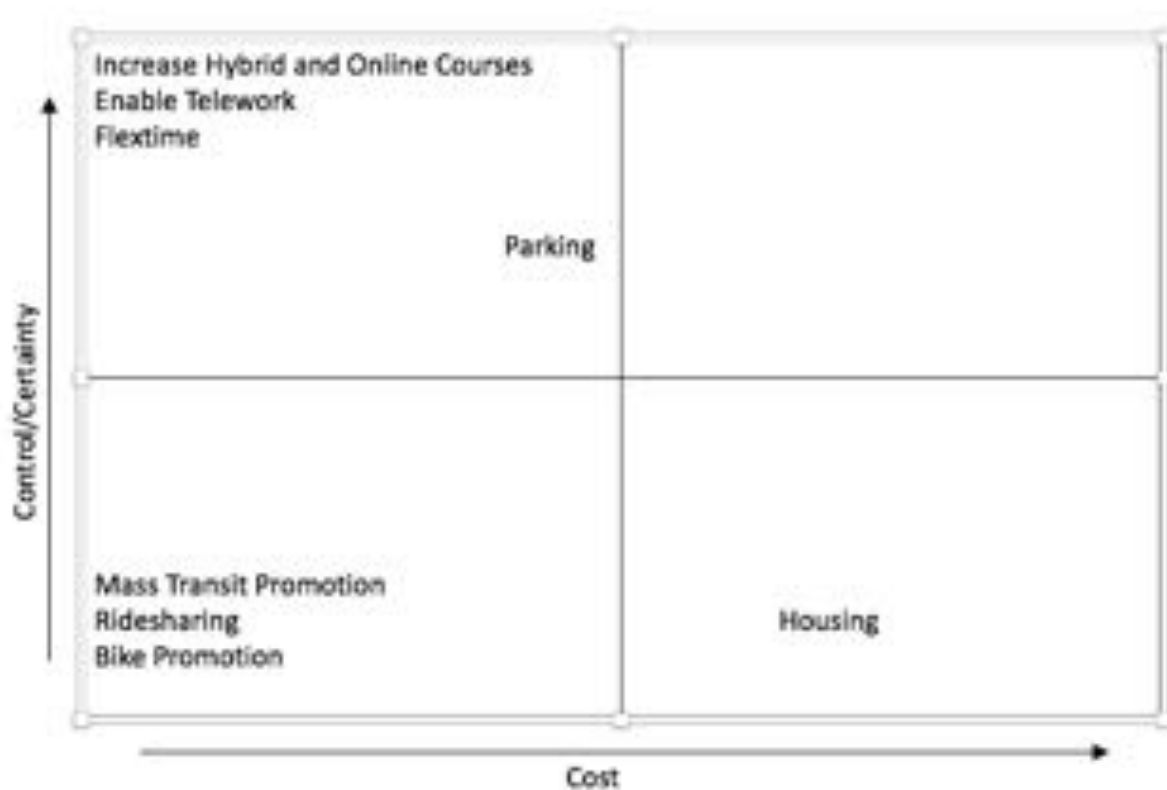 Increase Hybrid and Online Courses
Enable Telework
Flextime
Parking
Control/Certainty
Mass Transit Promotion
Ridesharing
Bike Promotion
Housing
Cost